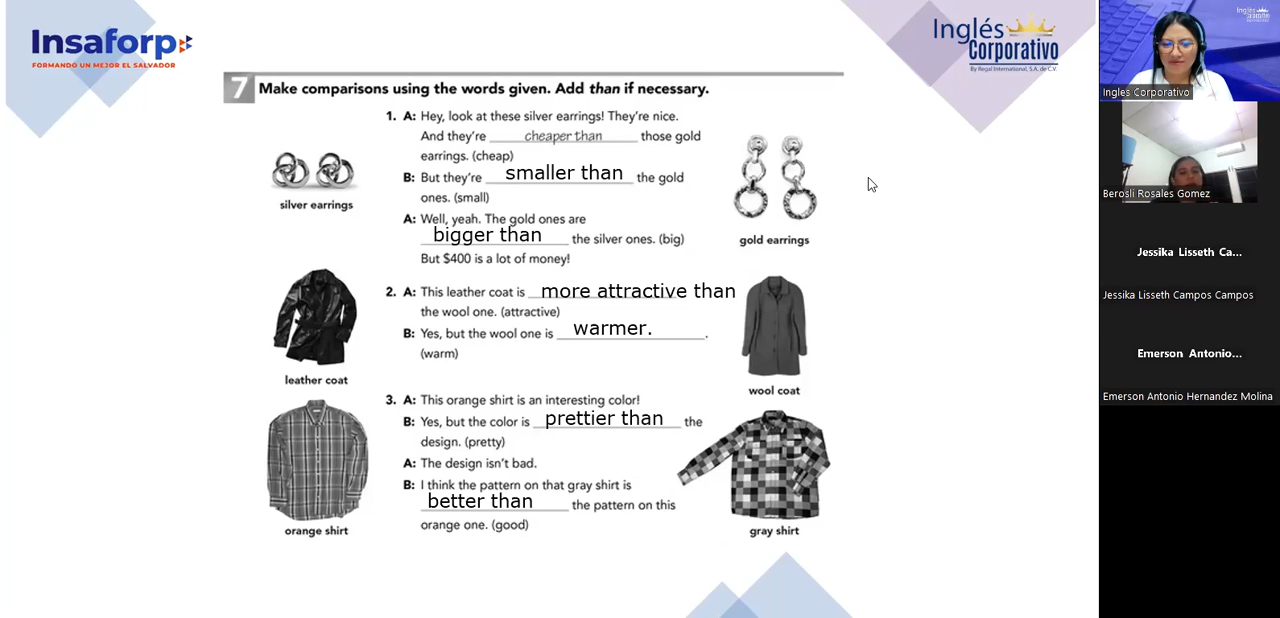 Insaforp
FORMANDO UN MEJOR EL SALVADOR
Inglés
Corporativo
By Regal International, S.A. de C.V.
7 Make comparisons using the words given. Add than if necessary.
1. A: Hey, look at these silver earrings! They're nice.
And they're cheaper than those gold
earrings. (cheap)
B: But they're smaller than the gold
ones. (small)
A: Well, yeah. The gold ones are
bigger than the silver ones. (big)
But $400 is a lot of money!
silver earrings
gold earrings
2. A: This leather coat is more attractive than
the wool one. (attractive)
B: Yes, but the wool one is warmer. .
(warm)
leather coat
wool coat
3. A: This orange shirt is an interesting color!
B: Yes, but the color is prettier than the
design. (pretty)
A: The design isn't bad.
B: I think the pattern on that gray shirt is
better than the pattern on this
orange one. (good)
orange shirt
gray shirt
Inglés
Ingles Corporativo
Berosli Rosales Gomez
Jessika Lisseth Ca...
Jessika Lisseth Campos Campos
Emerson Antonio...
Emerson Antonio Hernandez Molina